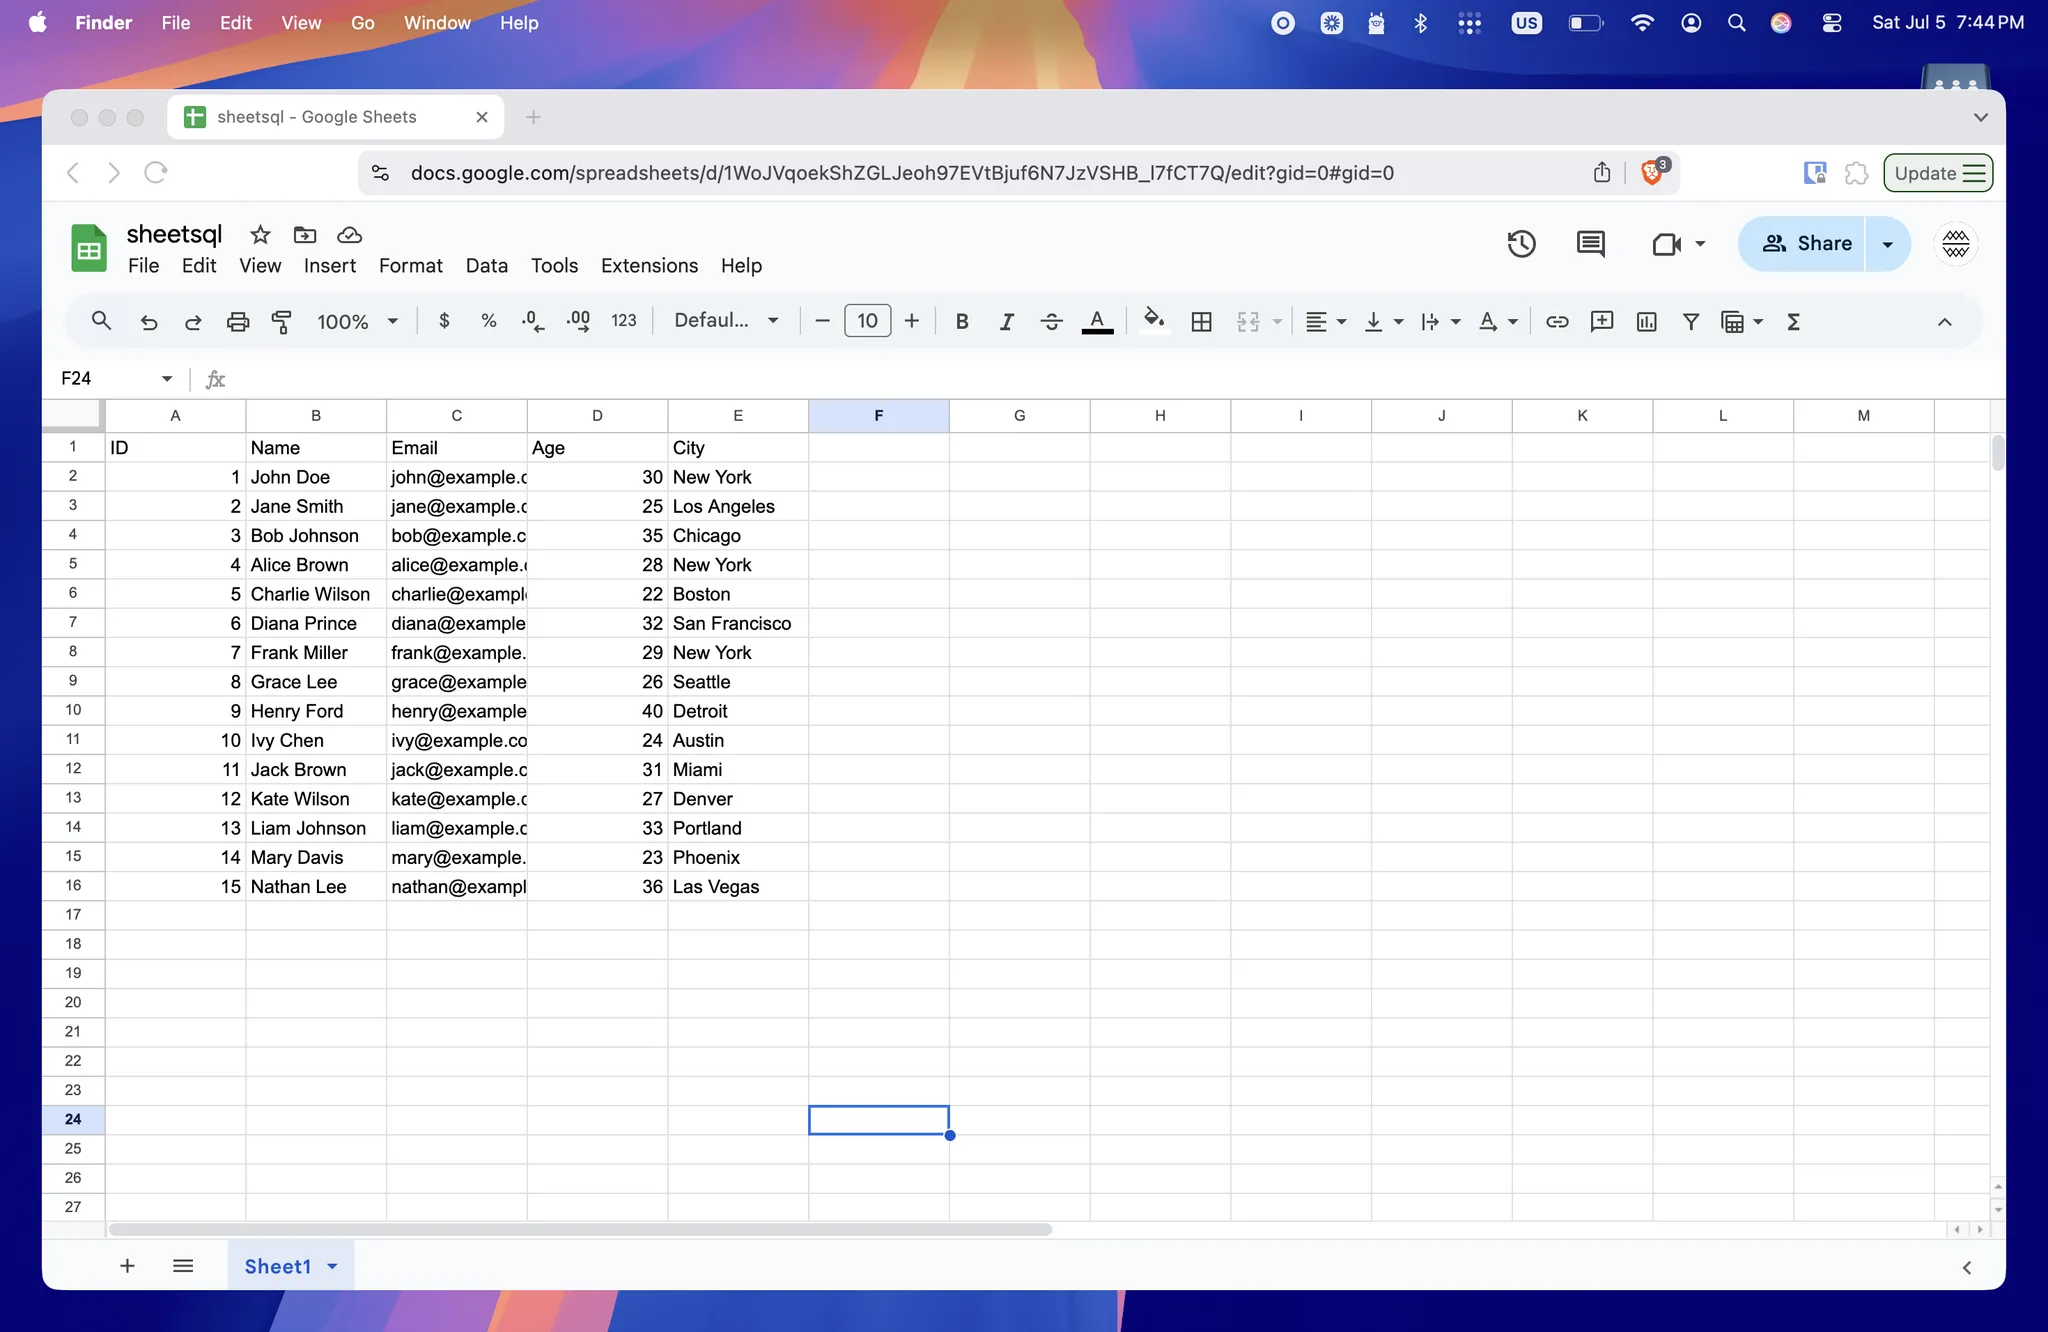 Finder File Edit View Go Window Help US Sat Jul 5 7:44 PM
sheetsql - Google Sheets
docs.google.com/spreadsheets/d/1WoJVqoekShZGLJeoh97EVtBjuf6N7JzVSHB_l7fCT7Q/edit?gid=0#gid=0 3 Update
sheetsql
Share
File Edit View Insert Format Data Tools Extensions Help
100% $ % .0 .00 123 Defaul... 10 B I A
F24 fx
A B C D E F G H I J K L M
1 ID Name Email Age City
2 1 John Doe john@example.c 30 New York
3 2 Jane Smith jane@example.c 25 Los Angeles
4 3 Bob Johnson bob@example.c 35 Chicago
5 4 Alice Brown alice@example. 28 New York
6 5 Charlie Wilson charlie@exampl 22 Boston
7 6 Diana Prince diana@example 32 San Francisco
8 7 Frank Miller frank@example. 29 New York
9 8 Grace Lee grace@example 26 Seattle
10 9 Henry Ford henry@example 40 Detroit
11 10 Ivy Chen ivy@example.co 24 Austin
12 11 Jack Brown jack@example.c 31 Miami
13 12 Kate Wilson kate@example.c 27 Denver
14 13 Liam Johnson liam@example.c 33 Portland
15 14 Mary Davis mary@example. 23 Phoenix
16 15 Nathan Lee nathan@exampl 36 Las Vegas
17
18
19
20
21
22
23
24
25
26
27
Sheet1